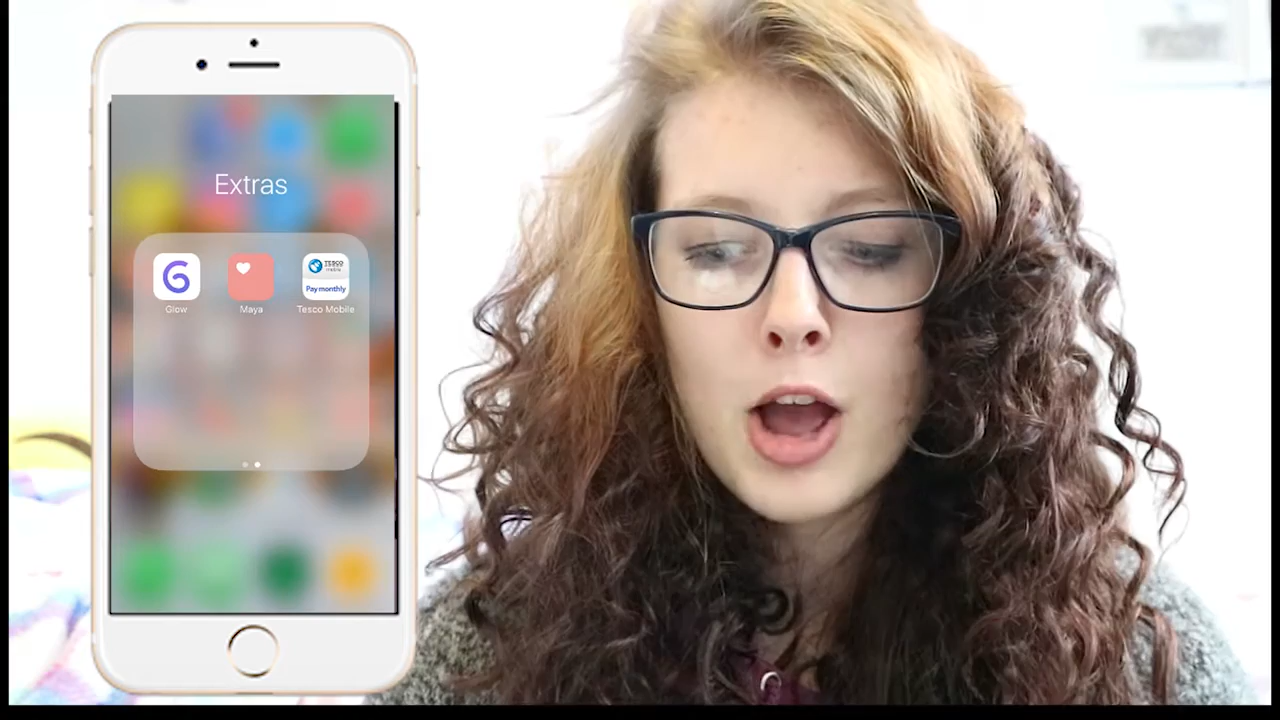 Extras
TESCO
mobile
Pay monthly
Glow
Maya
Tesco Mobile